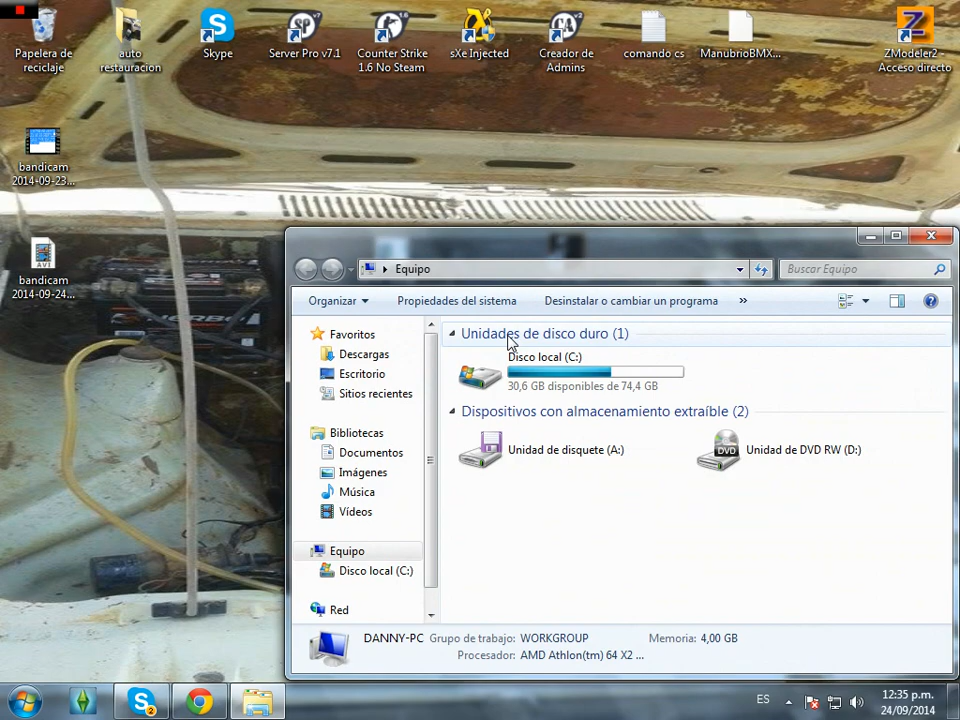 Papelera de
reciclaje
auto
restauracion
Skype
Server Pro v7.1
Counter Strike
1.6 No Steam
sXe Injected
Creador de
Admins
comando cs
ManubrioBMX...
ZModeler2 -
Acceso directo
bandicam
2014-09-23...
AVI
bandicam
2014-09-24...
Equipo
Buscar Equipo
Organizar
Propiedades del sistema
Desinstalar o cambiar un programa
»
Favoritos
Descargas
Escritorio
Sitios recientes
Bibliotecas
Documentos
Imágenes
Música
Vídeos
Equipo
Disco local (C:)
Red
Unidades de disco duro (1)
Disco local (C:)
30,6 GB disponibles de 74,4 GB
Dispositivos con almacenamiento extraíble (2)
Unidad de disquete (A:)
DVD
Unidad de DVD RW (D:)
DANNY-PC
Grupo de trabajo: WORKGROUP
Memoria: 4,00 GB
Procesador: AMD Athlon(tm) 64 X2 ...
2
ES
12:35 p.m.
24/09/2014